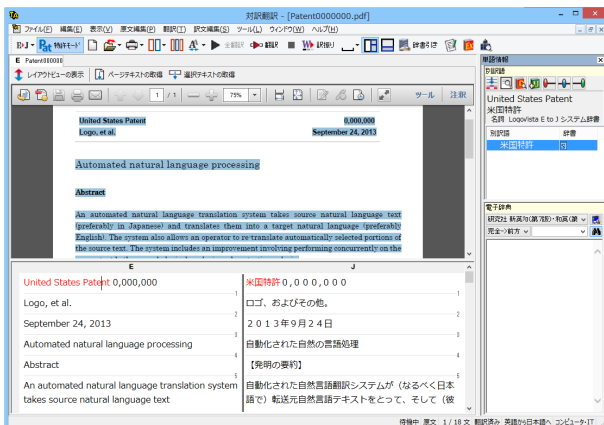 対訳翻訳 - [Patent0000000.pdf]
ファイル(F) 編集(E) 表示(V) 原文編集(P) 翻訳(T) 訳文編集(S) ツール(L) ウィンドウ(W) ヘルプ(H)
E›J Pat 特許モード 全翻訳 翻訳 訳振り 辞書引き
E Patent000000
レイアウトビューの表示 ページテキストの取得 選択テキストの取得
1 / 1 75% ツール 注釈
United States Patent 0,000,000
Logo, et al. September 24, 2013
Automated natural language processing
Abstract
An automated natural language translation system takes source natural language text
(preferably in Japanese) and translates them into a target natural language (preferably
English). The system also allows an operator to re-translate automatically selected portions of
the source text. The system includes an improvement involving performing concurrently on the
E J
United States Patent 0,000,000 米国特許０，０００，０００
1 1
Logo, et al. ロゴ、およびその他。
2 2
September 24, 2013 ２０１３年９月２４日
3 3
Automated natural language processing 自動化された自然の言語処理
4 4
Abstract 【発明の要約】
5 5
An automated natural language translation system 自動化された自然言語翻訳システムが（なるべく日本
takes source natural language text 語で）転送元自然言語テキストをとって、そして（彼
単語情報
別訳語
United States Patent
米国特許
名詞 LogoVista E to J システム辞書
別訳語 辞書
米国特許 S
電子辞典
研究社 新英和(第7版)・和英(第
完全->前方
待機中 原文 1 / 18 文 翻訳済み 英語から日本語へ コンピュータ・IT